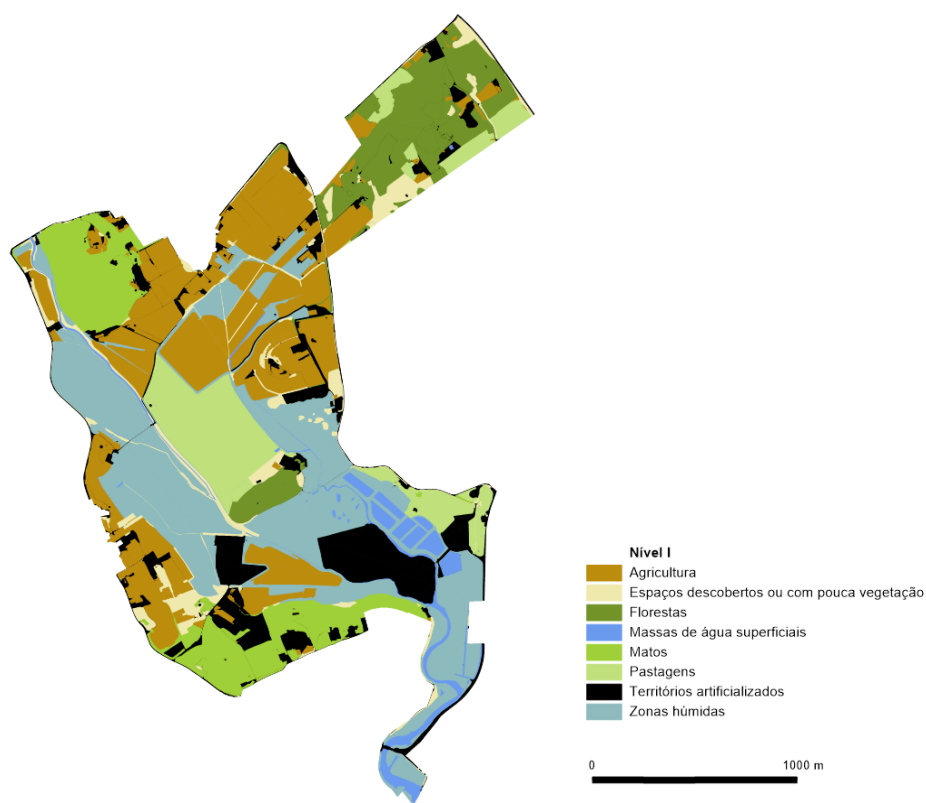 Nível I
Agricultura
Espaços descobertos ou com pouca vegetação
Florestas
Massas de água superficiais
Matos
Pastagens
Territórios artificializados
Zonas húmidas
0 1000 m